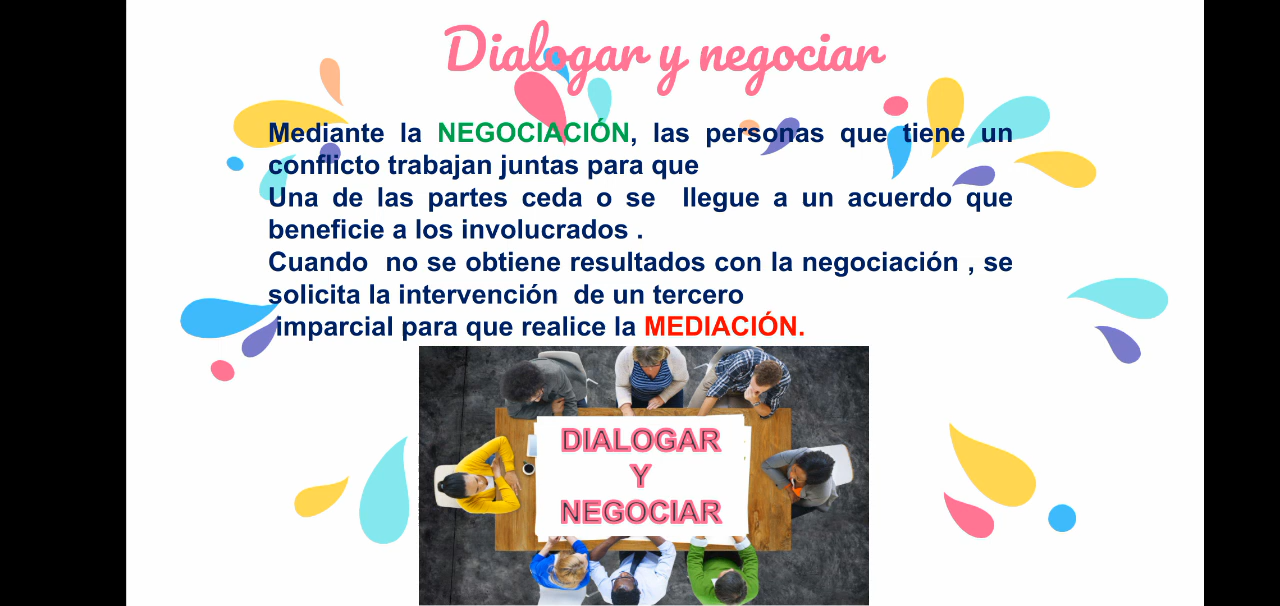 Dialogar y negociar
Mediante la NEGOCIACIÓN, las personas que tiene un
conflicto trabajan juntas para que
Una de las partes ceda o se llegue a un acuerdo que
beneficie a los involucrados .
Cuando no se obtiene resultados con la negociación , se
solicita la intervención de un tercero
imparcial para que realice la MEDIACIÓN.
DIALOGAR
Y
NEGOCIAR